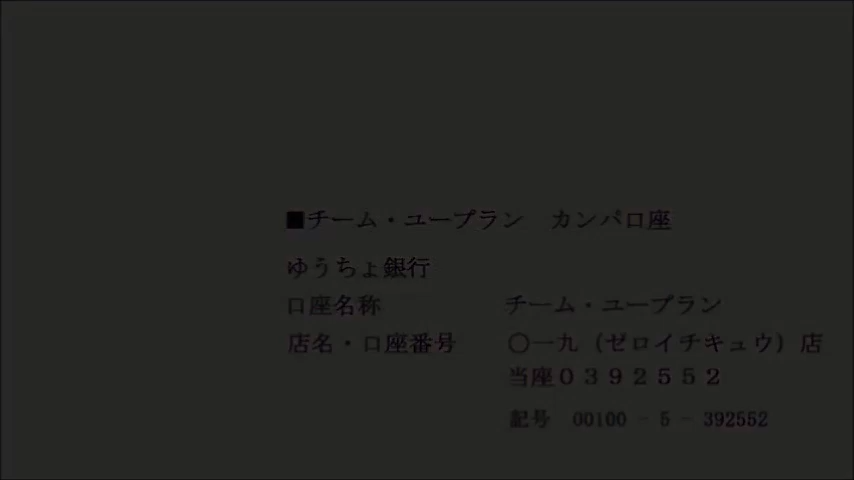 ■チーム・ユープラン　カンパ口座
ゆうちょ銀行
口座名称　チーム・ユープラン
店名・口座番号　〇一九（ゼロイチキュウ）店
当座０３９２５５２
記号　00100 － 5 － 392552